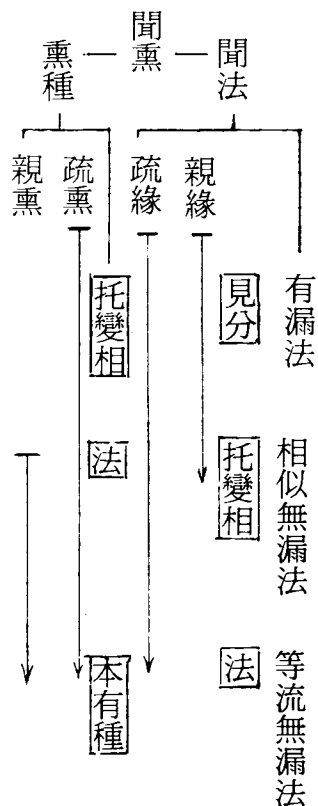 聞熏
聞法
熏種
有漏法
相似無漏法
等流無漏法
親緣
疏緣
疏熏
親熏
見分
托變相
法
托變相
法
本有種